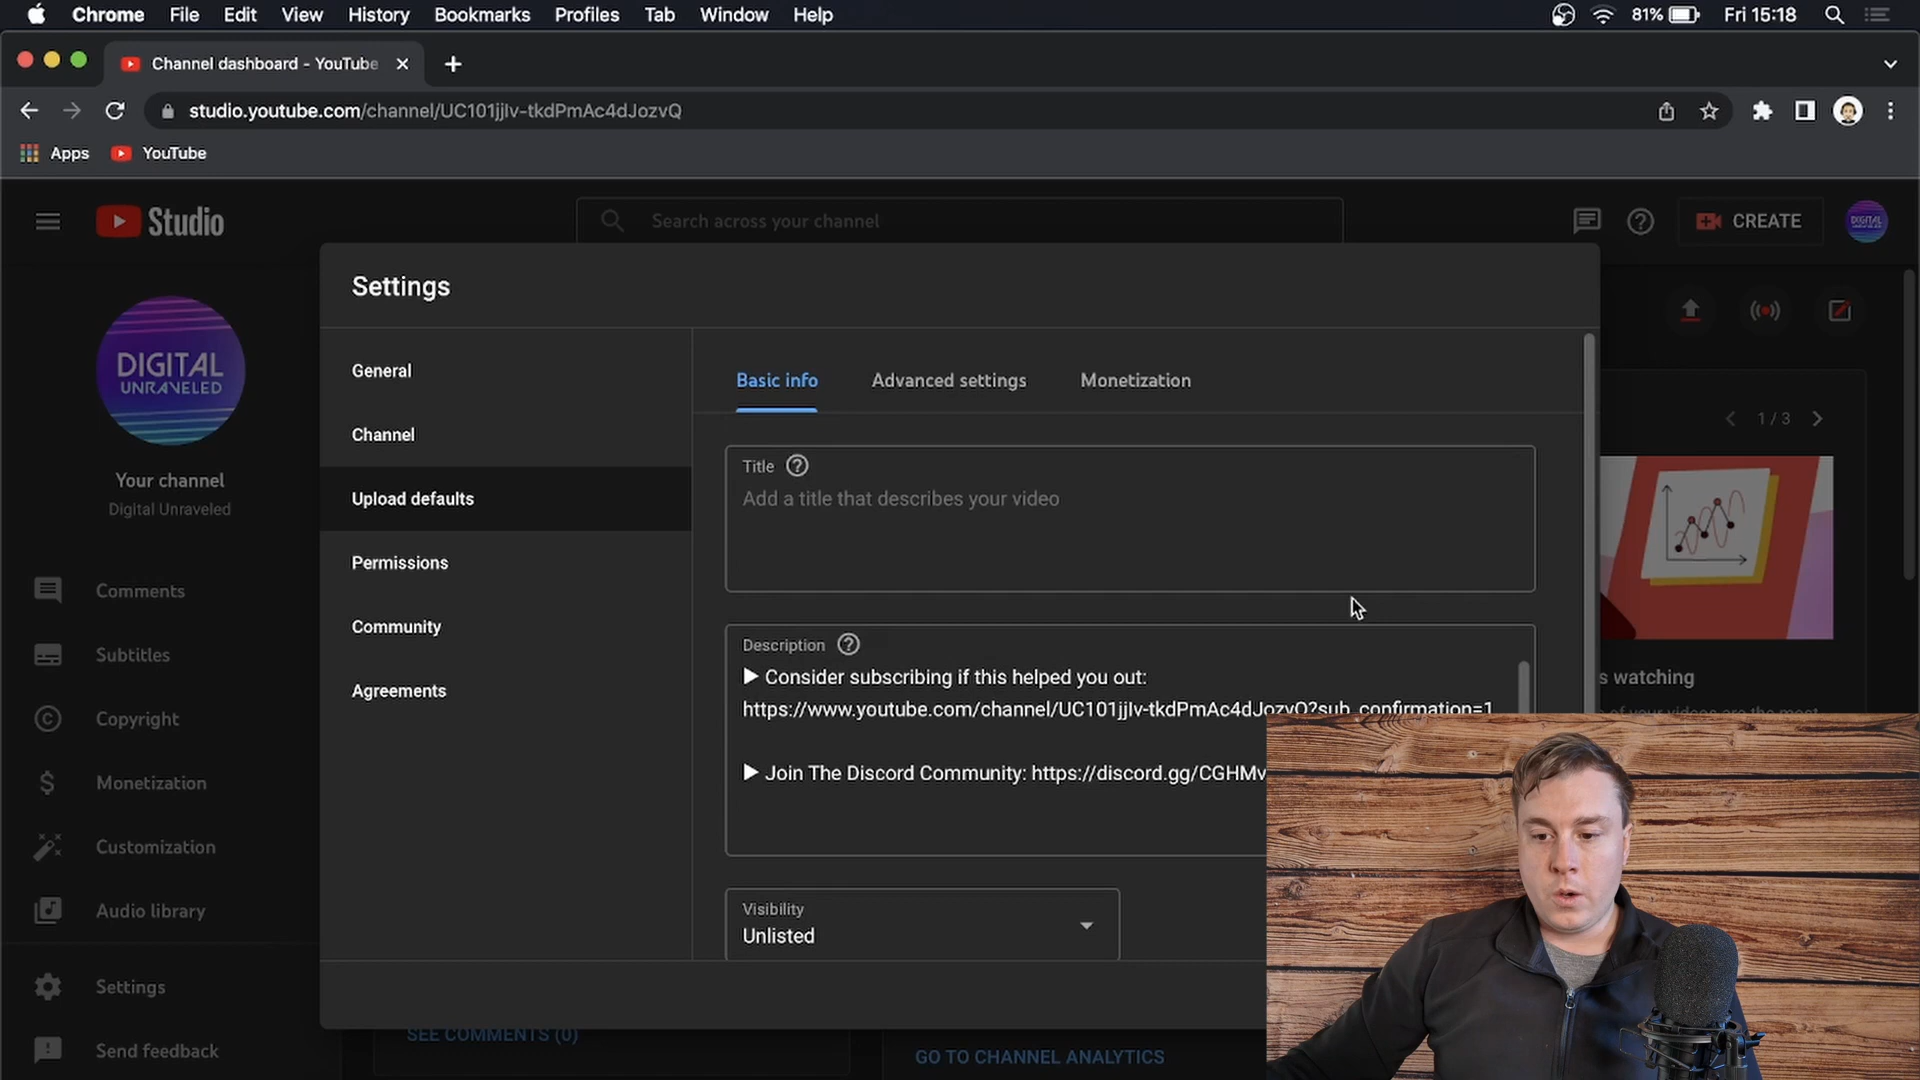 Chrome File Edit View History Bookmarks Profiles Tab Window Help 81% Fri 15:18
Channel dashboard - YouTube
studio.youtube.com/channel/UC101jjIv-tkdPmAc4dJozvQ
Apps YouTube
Studio Search across your channel CREATE DIGITAL
Settings
DIGITAL
UNRAVELED
Your channel
Digital Unraveled
Comments
Subtitles
Copyright
Monetization
Customization
Audio library
Settings
Send feedback
General
Channel
Upload defaults
Permissions
Community
Agreements
Basic info Advanced settings Monetization
Title
Add a title that describes your video
Description
▶ Consider subscribing if this helped you out:
https://www.youtube.com/channel/UC101jjIv-tkdPmAc4dJozvQ?sub_confirmation=1
▶ Join The Discord Community: https://discord.gg/CGHMv
Visibility
Unlisted
1 / 3
s watching
SEE COMMENTS (0)
GO TO CHANNEL ANALYTICS